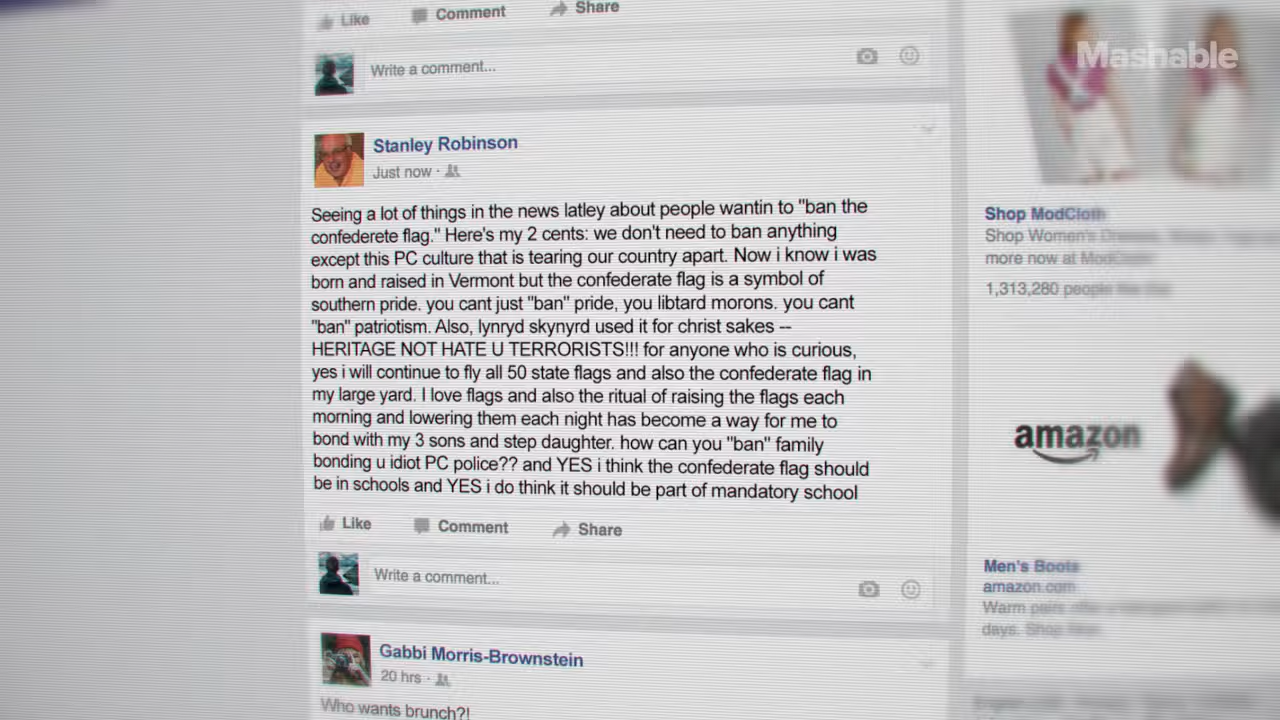 Like Comment Share
Mashable
Write a comment...
Stanley Robinson
Just now ·
Seeing a lot of things in the news latley about people wantin to "ban the
confederete flag." Here's my 2 cents: we don't need to ban anything
except this PC culture that is tearing our country apart. Now i know i was
born and raised in Vermont but the confederate flag is a symbol of
southern pride. you cant just "ban" pride, you libtard morons. you cant
"ban" patriotism. Also, lynryd skynyrd used it for christ sakes --
HERITAGE NOT HATE U TERRORISTS!!! for anyone who is curious,
yes i will continue to fly all 50 state flags and also the confederate flag in
my large yard. I love flags and also the ritual of raising the flags each
morning and lowering them each night has become a way for me to
bond with my 3 sons and step daughter. how can you "ban" family
bonding u idiot PC police?? and YES i think the confederate flag should
be in schools and YES i do think it should be part of mandatory school
Like Comment Share
Write a comment...
Gabbi Morris-Brownstein
20 hrs ·
Who wants brunch?!
Shop ModCloth
Shop Women's
more now at ModCloth
1,313,280 people
amazon
Men's Boots
amazon.com
Warm
days. Shop